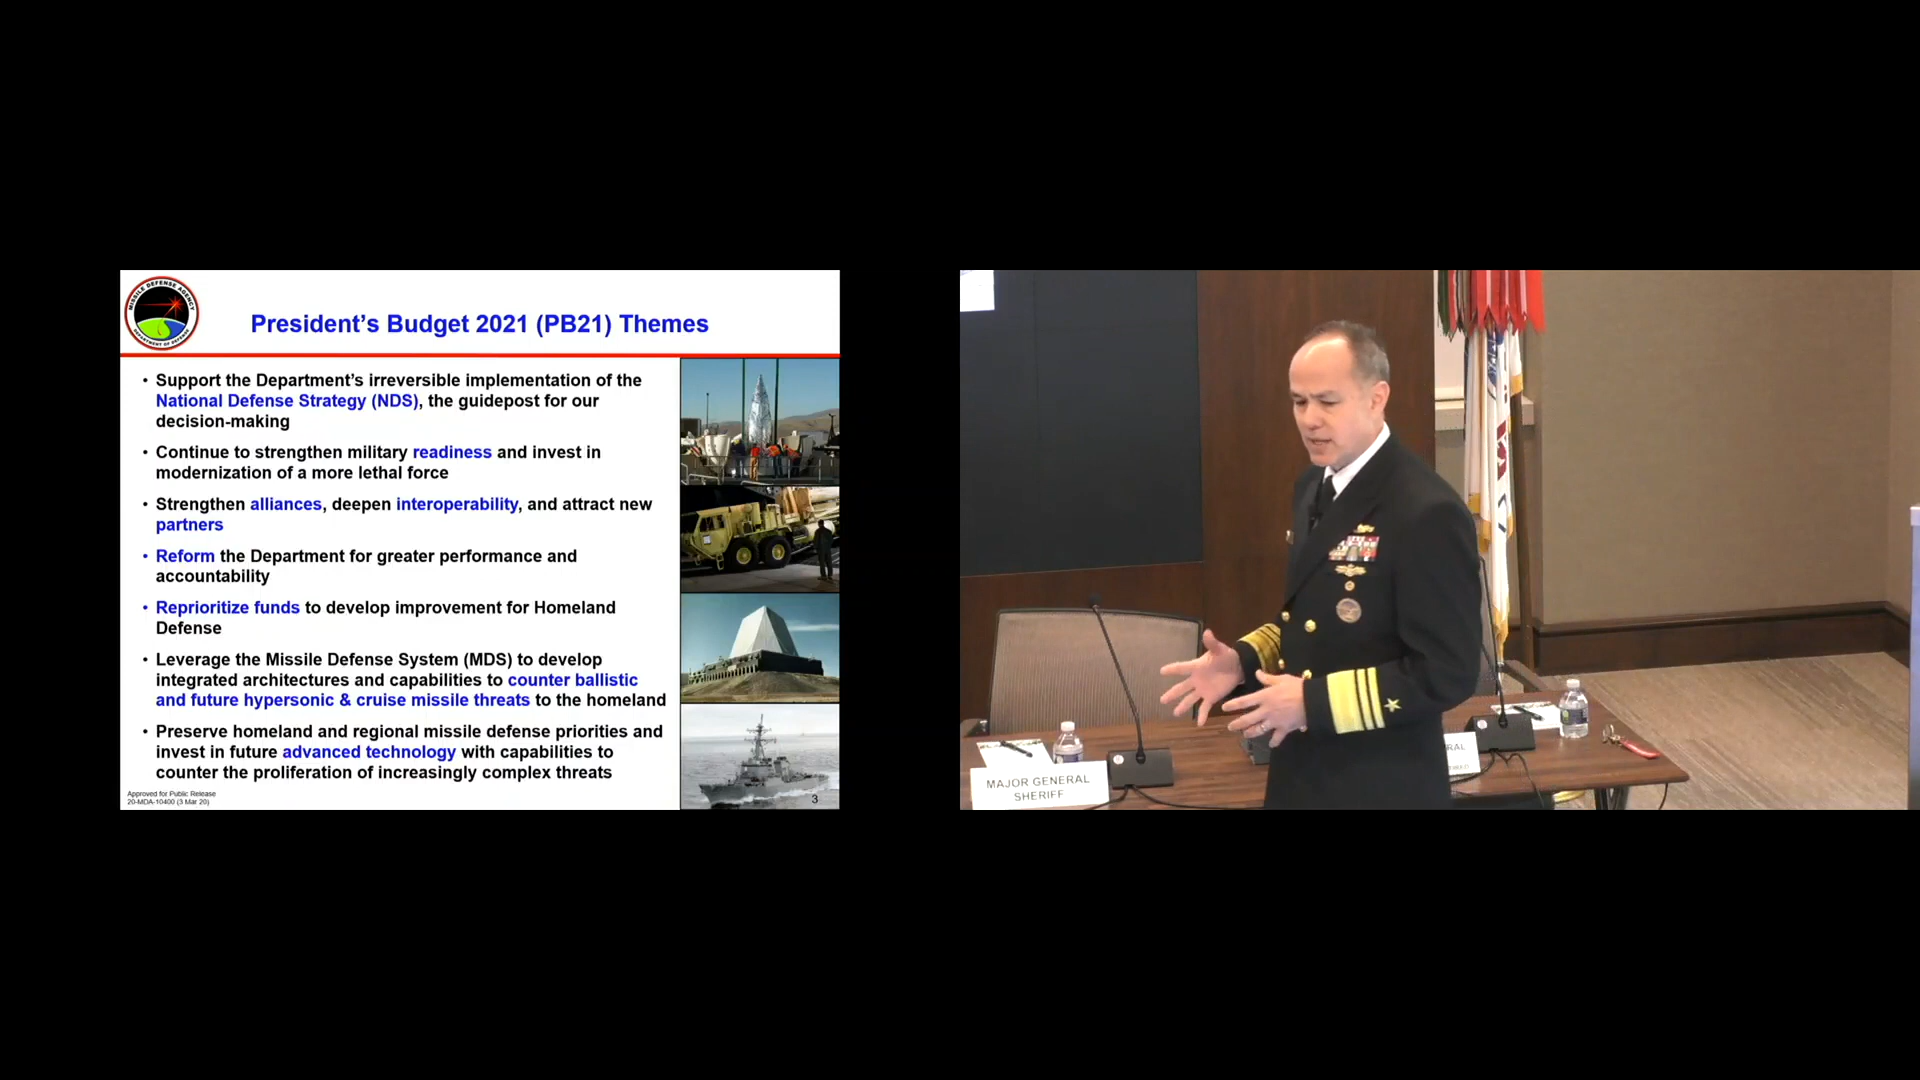 MISSILE DEFENSE AGENCY
DEPARTMENT OF DEFENSE
President's Budget 2021 (PB21) Themes
• Support the Department's irreversible implementation of the
National Defense Strategy (NDS), the guidepost for our
decision-making
• Continue to strengthen military readiness and invest in
modernization of a more lethal force
• Strengthen alliances, deepen interoperability, and attract new
partners
• Reform the Department for greater performance and
accountability
• Reprioritize funds to develop improvement for Homeland
Defense
• Leverage the Missile Defense System (MDS) to develop
integrated architectures and capabilities to counter ballistic
and future hypersonic & cruise missile threats to the homeland
• Preserve homeland and regional missile defense priorities and
invest in future advanced technology with capabilities to
counter the proliferation of increasingly complex threats
Approved for Public Release
20-MDA-10400 (3 Mar 20)
3
MAJOR GENERAL
SHERIFF